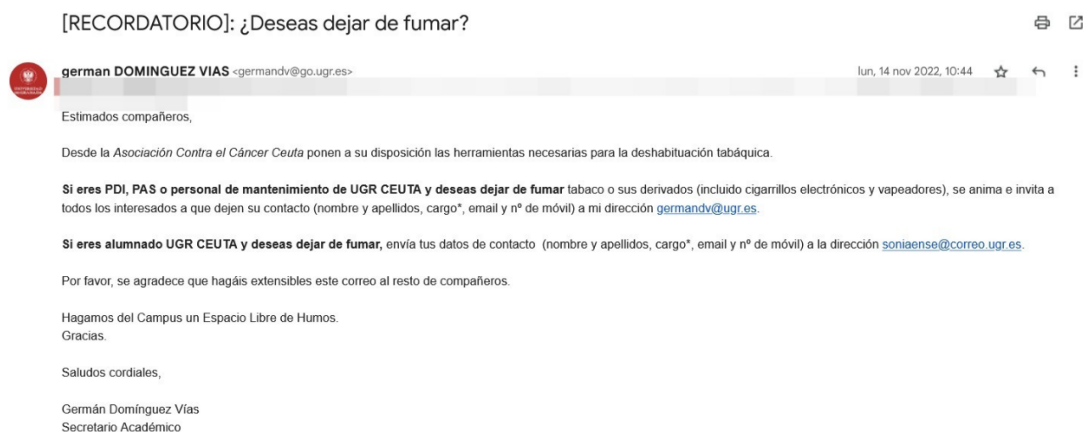 [RECORDATORIO]: ¿Deseas dejar de fumar?
german DOMINGUEZ VIAS <germandv@go.ugr.es>
lun, 14 nov 2022, 10:44
Estimados compañeros,
Desde la Asociación Contra el Cáncer Ceuta ponen a su disposición las herramientas necesarias para la deshabituación tabáquica.
Si eres PDI, PAS o personal de mantenimiento de UGR CEUTA y deseas dejar de fumar tabaco o sus derivados (incluido cigarrillos electrónicos y vapeadores), se anima e invita a
todos los interesados a que dejen su contacto (nombre y apellidos, cargo*, email y nº de móvil) a mi dirección germandv@ugr.es.
Si eres alumnado UGR CEUTA y deseas dejar de fumar, envía tus datos de contacto (nombre y apellidos, cargo*, email y nº de móvil) a la dirección soniaense@correo.ugr.es.
Por favor, se agradece que hagáis extensibles este correo al resto de compañeros.
Hagamos del Campus un Espacio Libre de Humos.
Gracias.
Saludos cordiales,
Germán Domínguez Vías
Secretario Académico